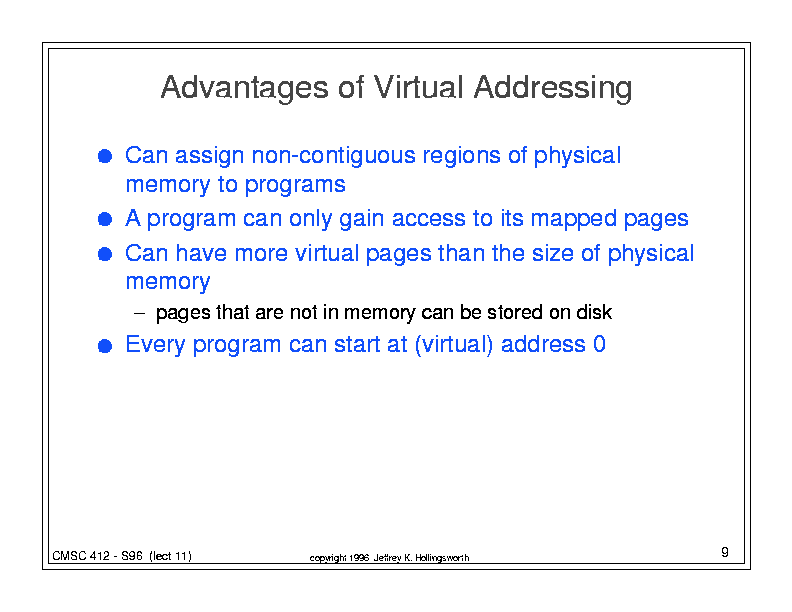 Advantages of Virtual Addressing
● Can assign non-contiguous regions of physical
memory to programs
● A program can only gain access to its mapped pages
● Can have more virtual pages than the size of physical
memory
– pages that are not in memory can be stored on disk
● Every program can start at (virtual) address 0
CMSC 412 - S96 (lect 11)
copyright 1996 Jeffrey K. Hollingsworth
9